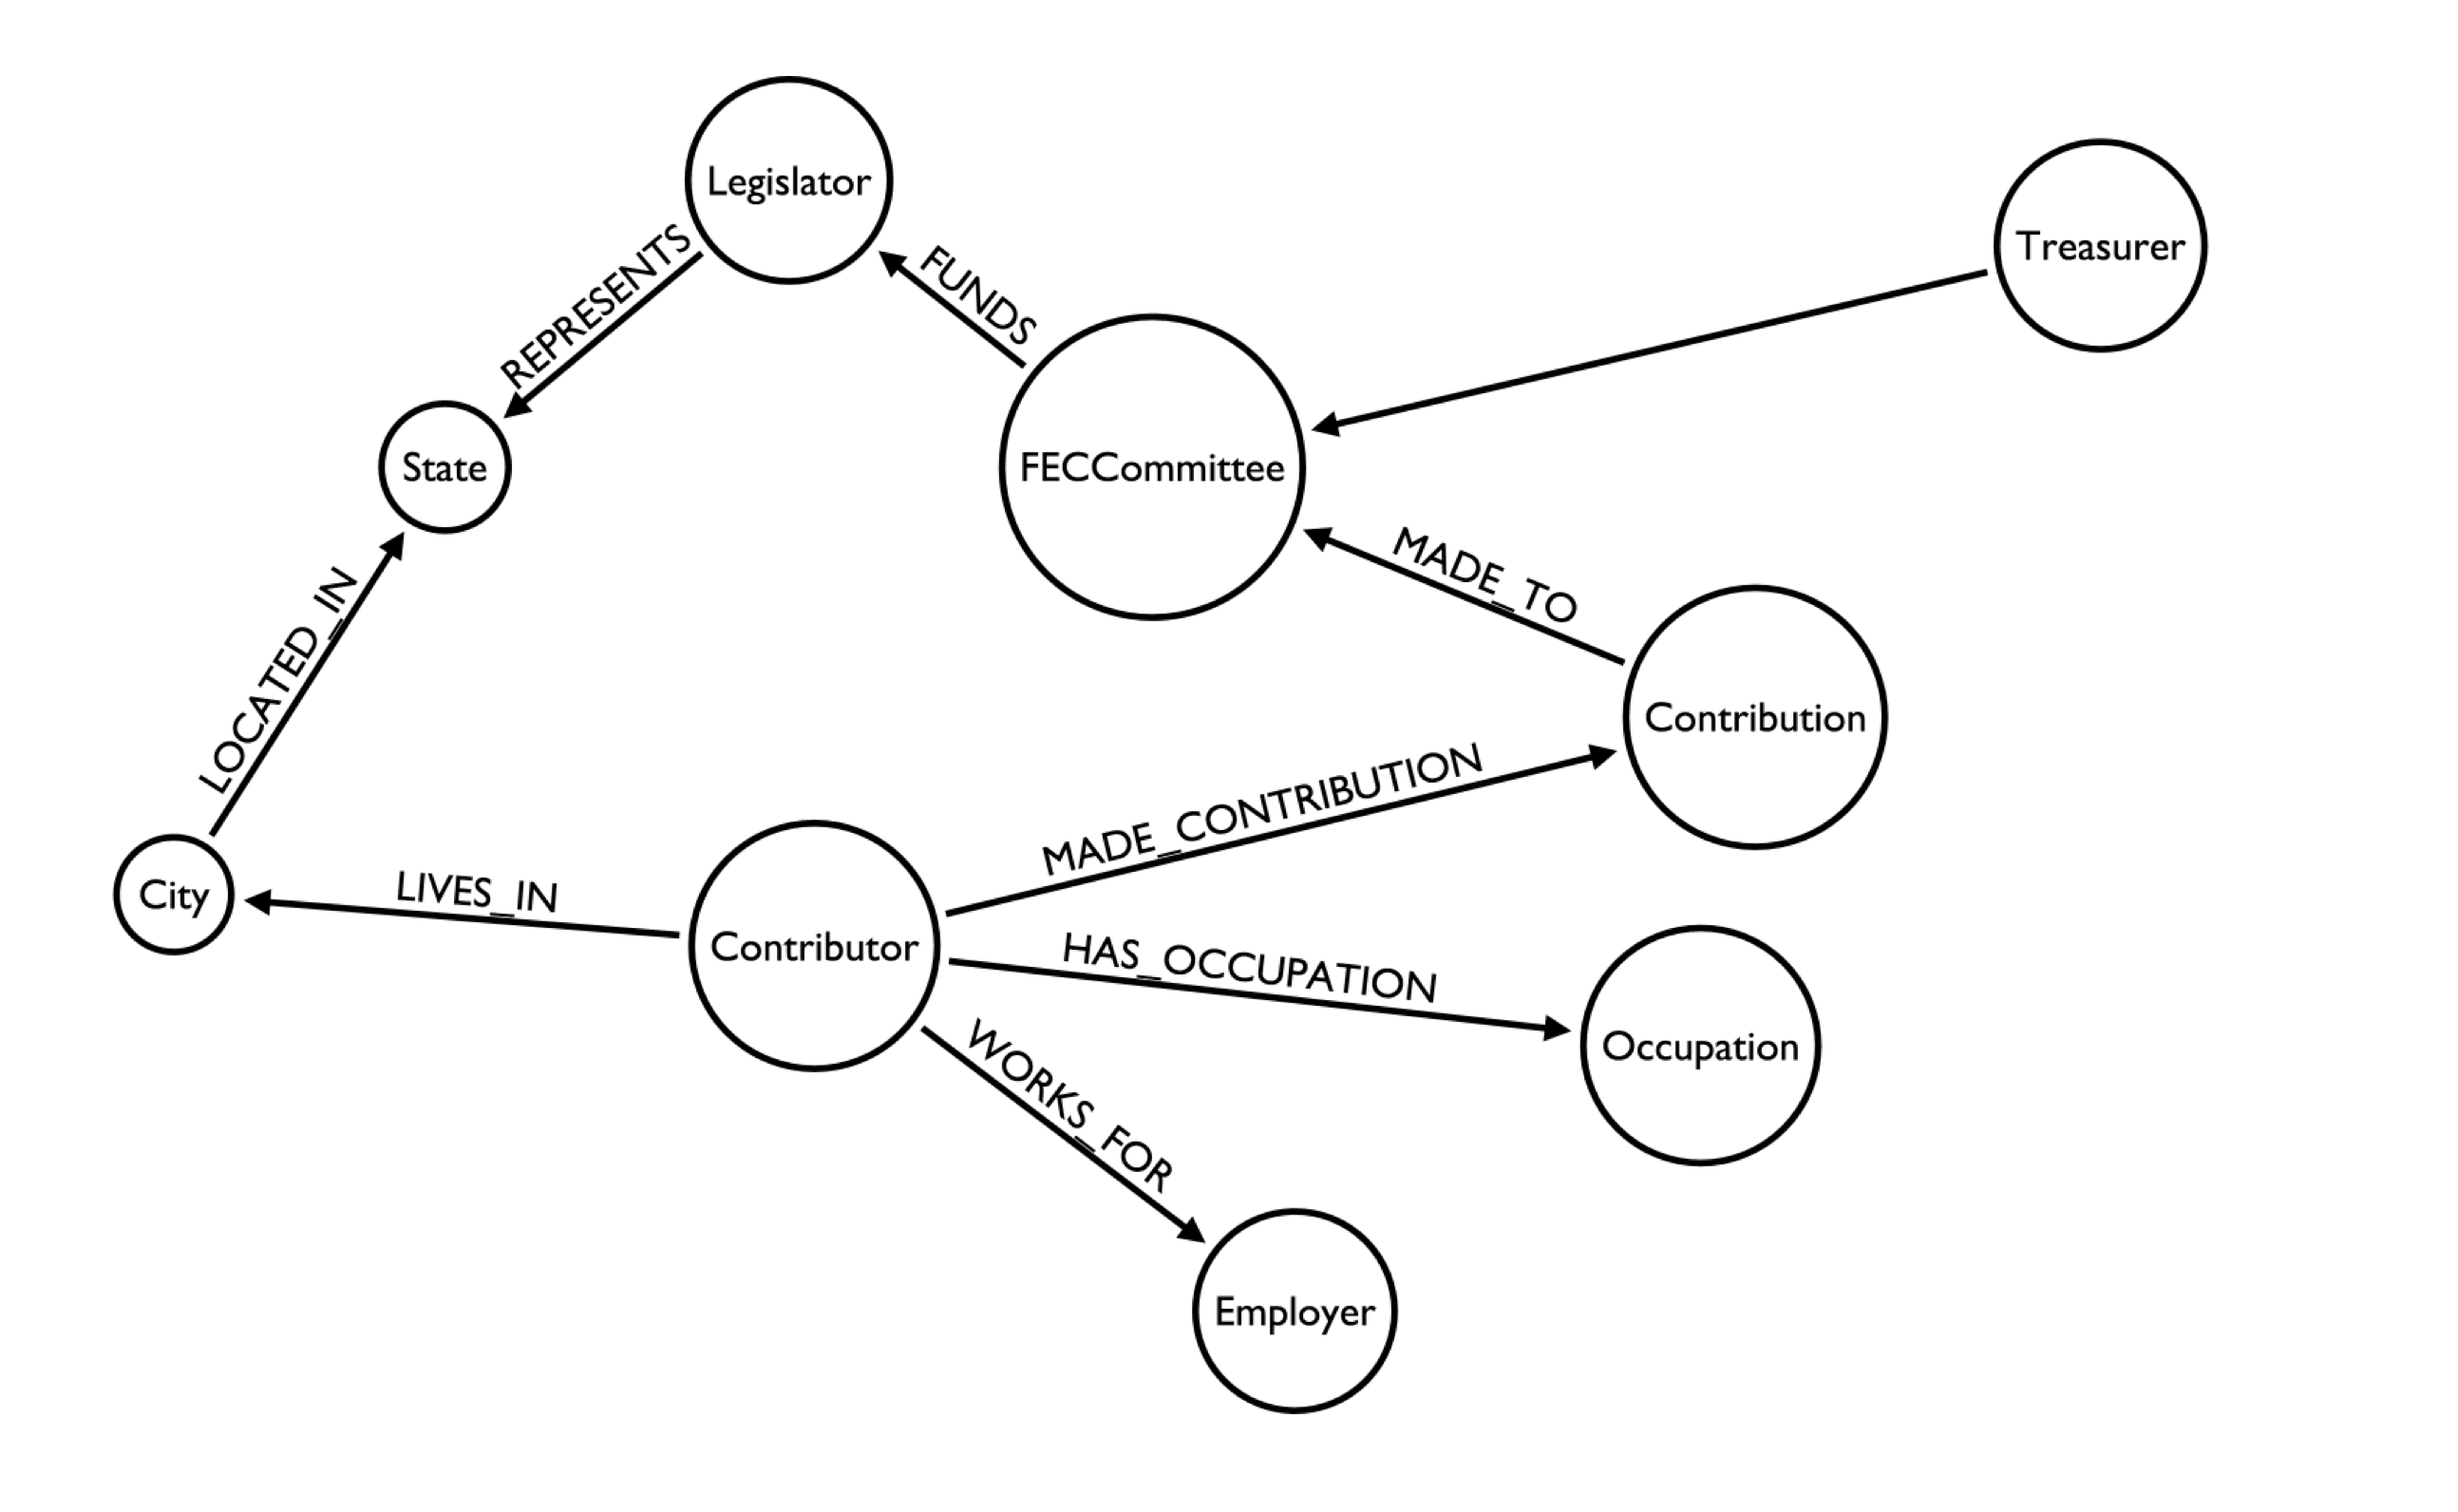 Legislator
Treasurer
REPRESENTS
FUNDS
State
FECCommittee
MADE_TO
LOCATED_IN
Contribution
MADE_CONTRIBUTION
City
LIVES_IN
Contributor
HAS_OCCUPATION
Occupation
WORKS_FOR
Employer